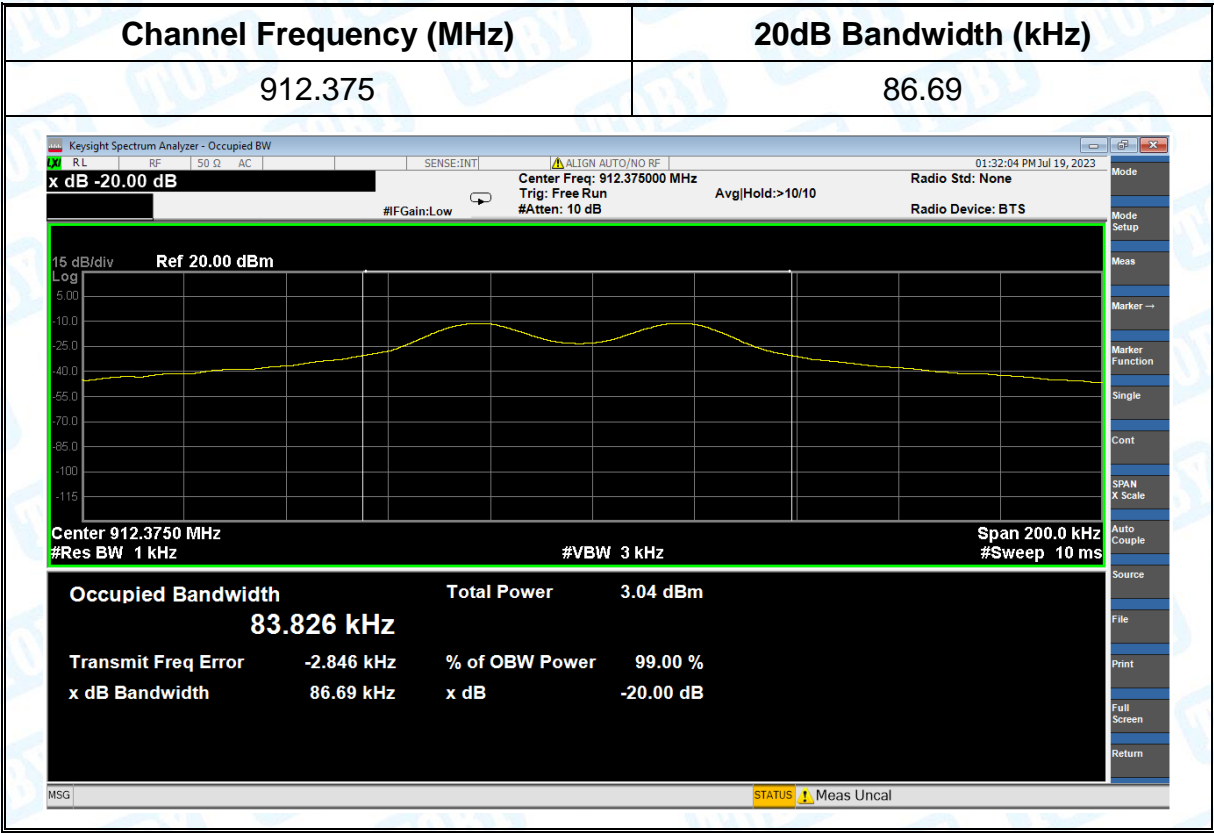 Channel Frequency (MHz) 20dB Bandwidth (kHz)
912.375 86.69
Keysight Spectrum Analyzer - Occupied BW
LXI RL RF 50 Ω AC SENSE:INT ALIGN AUTO/NO RF 01:32:04 PM Jul 19, 2023
x dB -20.00 dB
Center Freq: 912.375000 MHz Radio Std: None
Trig: Free Run Avg|Hold:>10/10
#IFGain:Low #Atten: 10 dB Radio Device: BTS
15 dB/div Ref 20.00 dBm
Log
5.00
-10.0
-25.0
-40.0
-55.0
-70.0
-85.0
-100
-115
Center 912.3750 MHz Span 200.0 kHz
#Res BW 1 kHz #VBW 3 kHz #Sweep 10 ms
Occupied Bandwidth Total Power 3.04 dBm
83.826 kHz
Transmit Freq Error -2.846 kHz % of OBW Power 99.00 %
x dB Bandwidth 86.69 kHz x dB -20.00 dB
Mode
Mode
Setup
Meas
Marker →
Marker
Function
Single
Cont
SPAN
X Scale
Auto
Couple
Source
File
Print
Full
Screen
Return
MSG STATUS Meas Uncal
TOBY